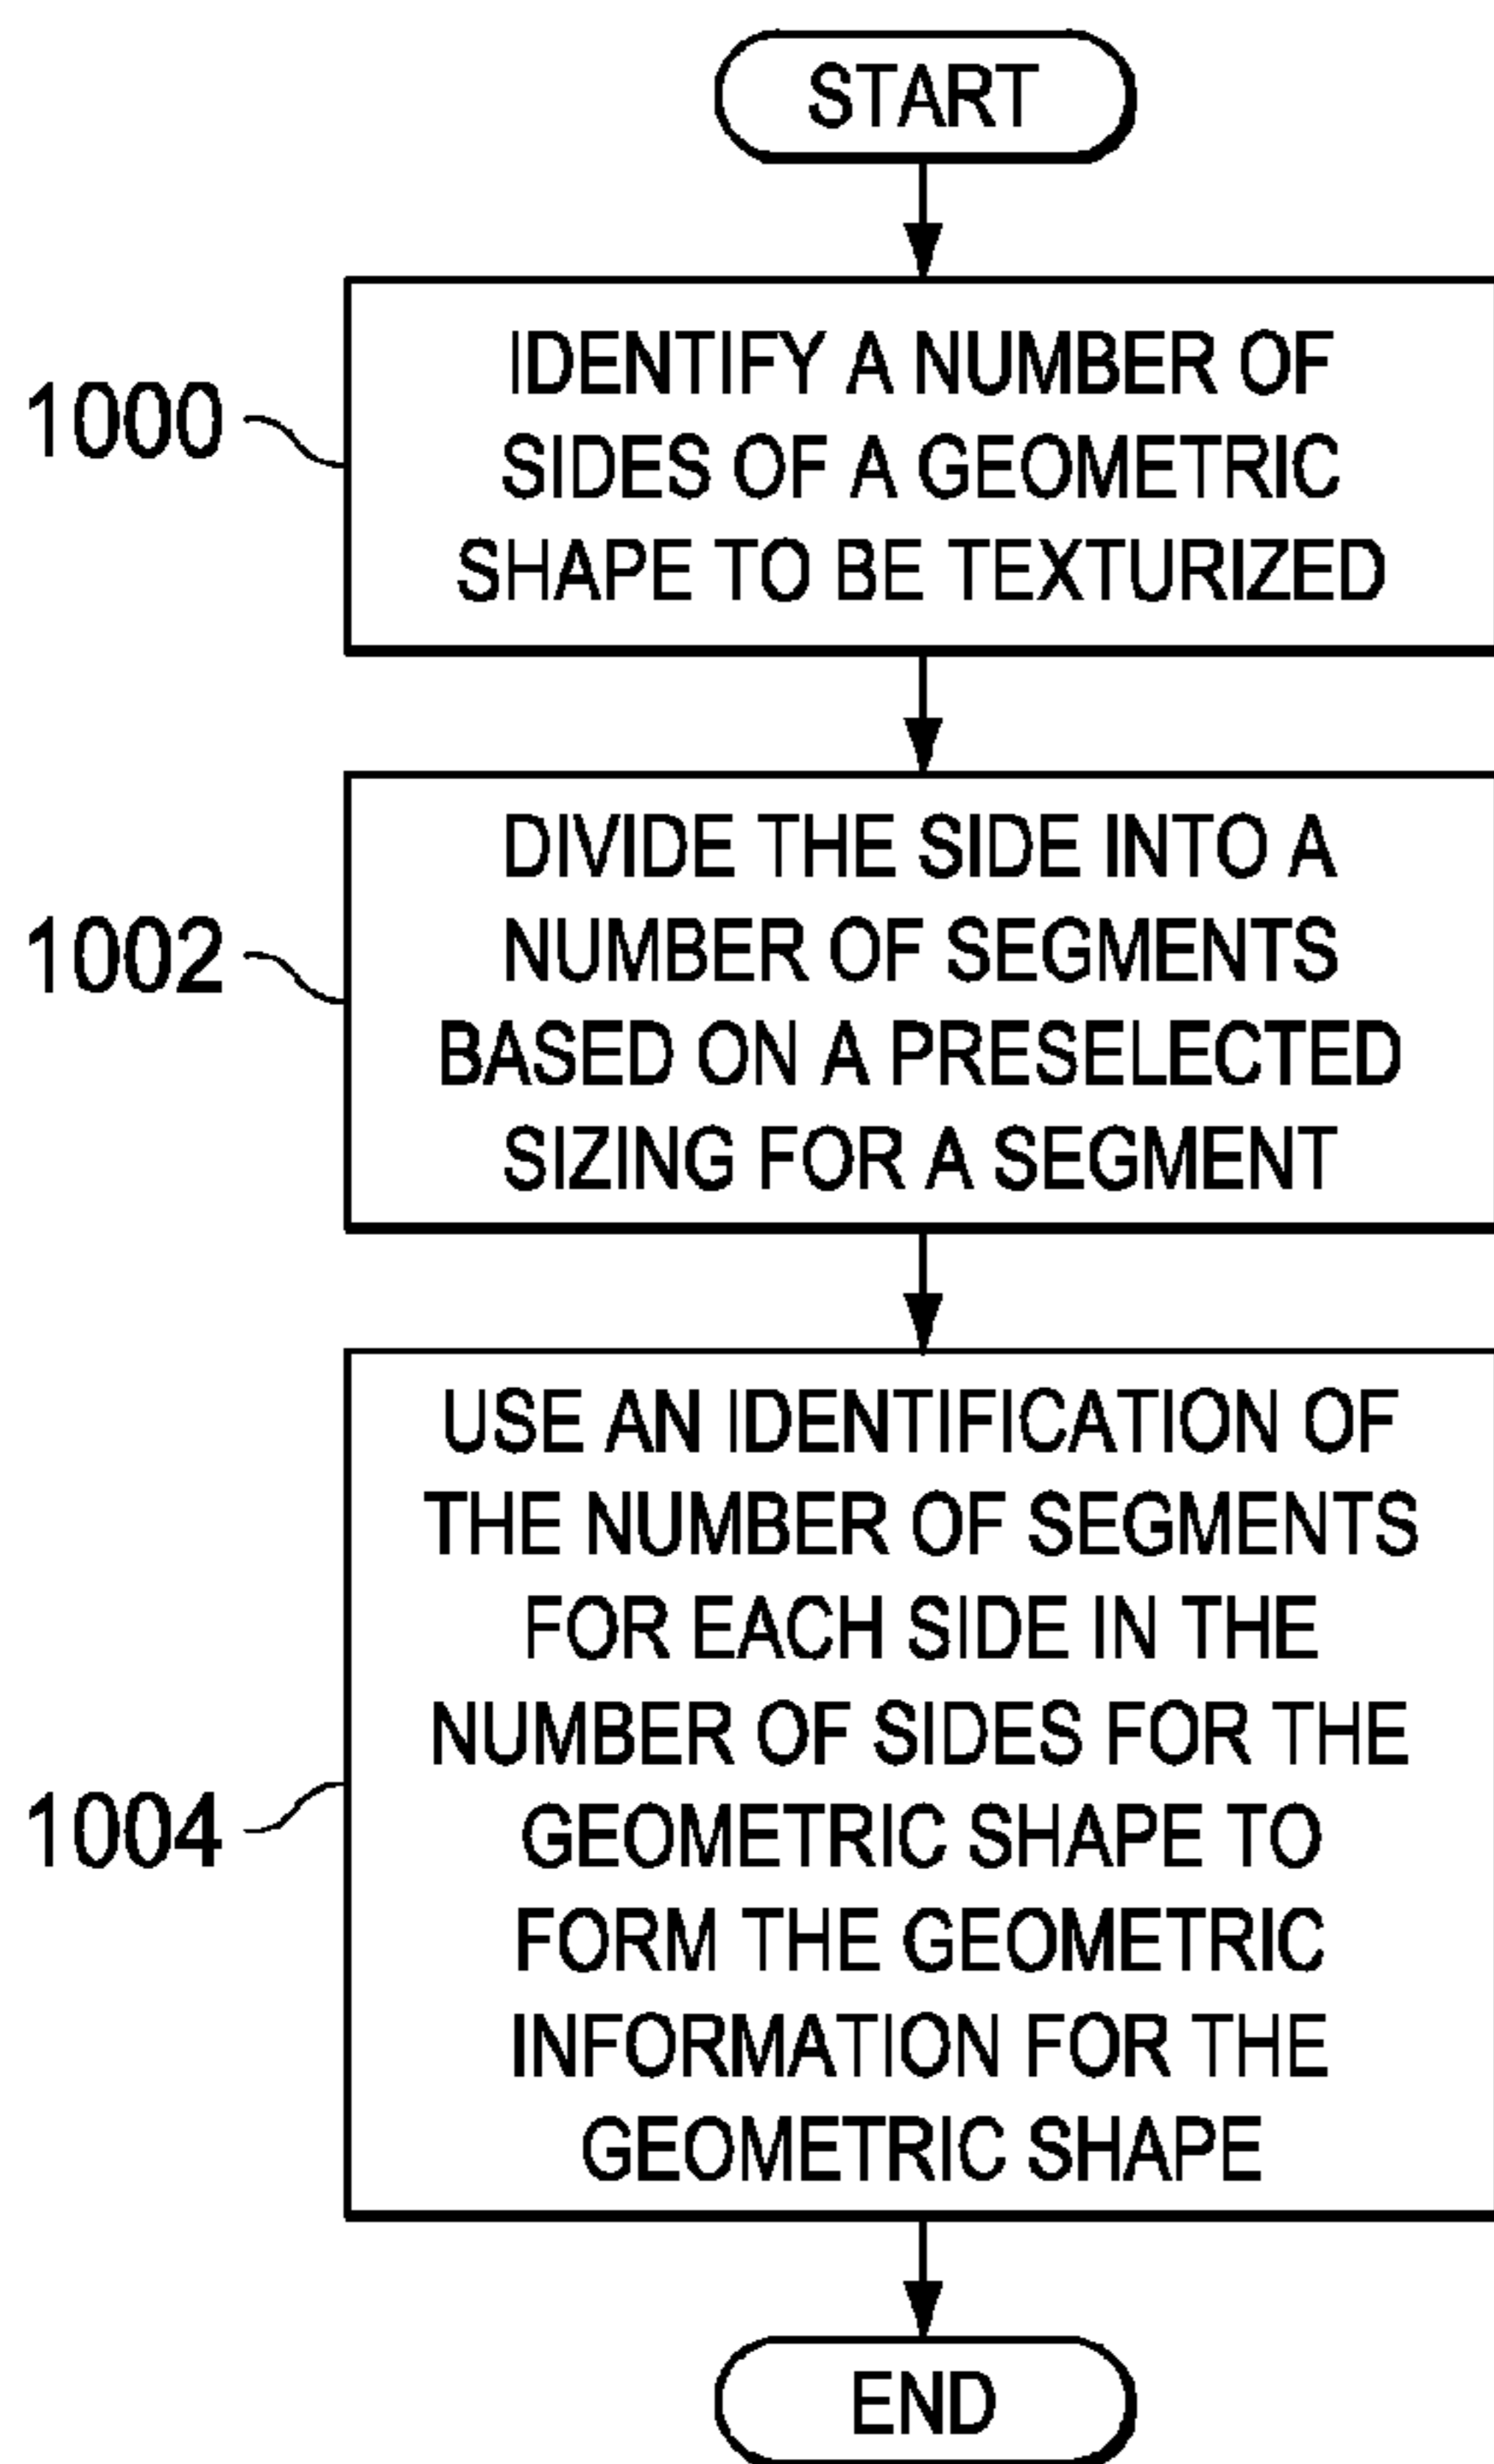 START
1000
IDENTIFY A NUMBER OF
SIDES OF A GEOMETRIC
SHAPE TO BE TEXTURIZED
1002
DIVIDE THE SIDE INTO A
NUMBER OF SEGMENTS
BASED ON A PRESELECTED
SIZING FOR A SEGMENT
1004
USE AN IDENTIFICATION OF
THE NUMBER OF SEGMENTS
FOR EACH SIDE IN THE
NUMBER OF SIDES FOR THE
GEOMETRIC SHAPE TO
FORM THE GEOMETRIC
INFORMATION FOR THE
GEOMETRIC SHAPE
END